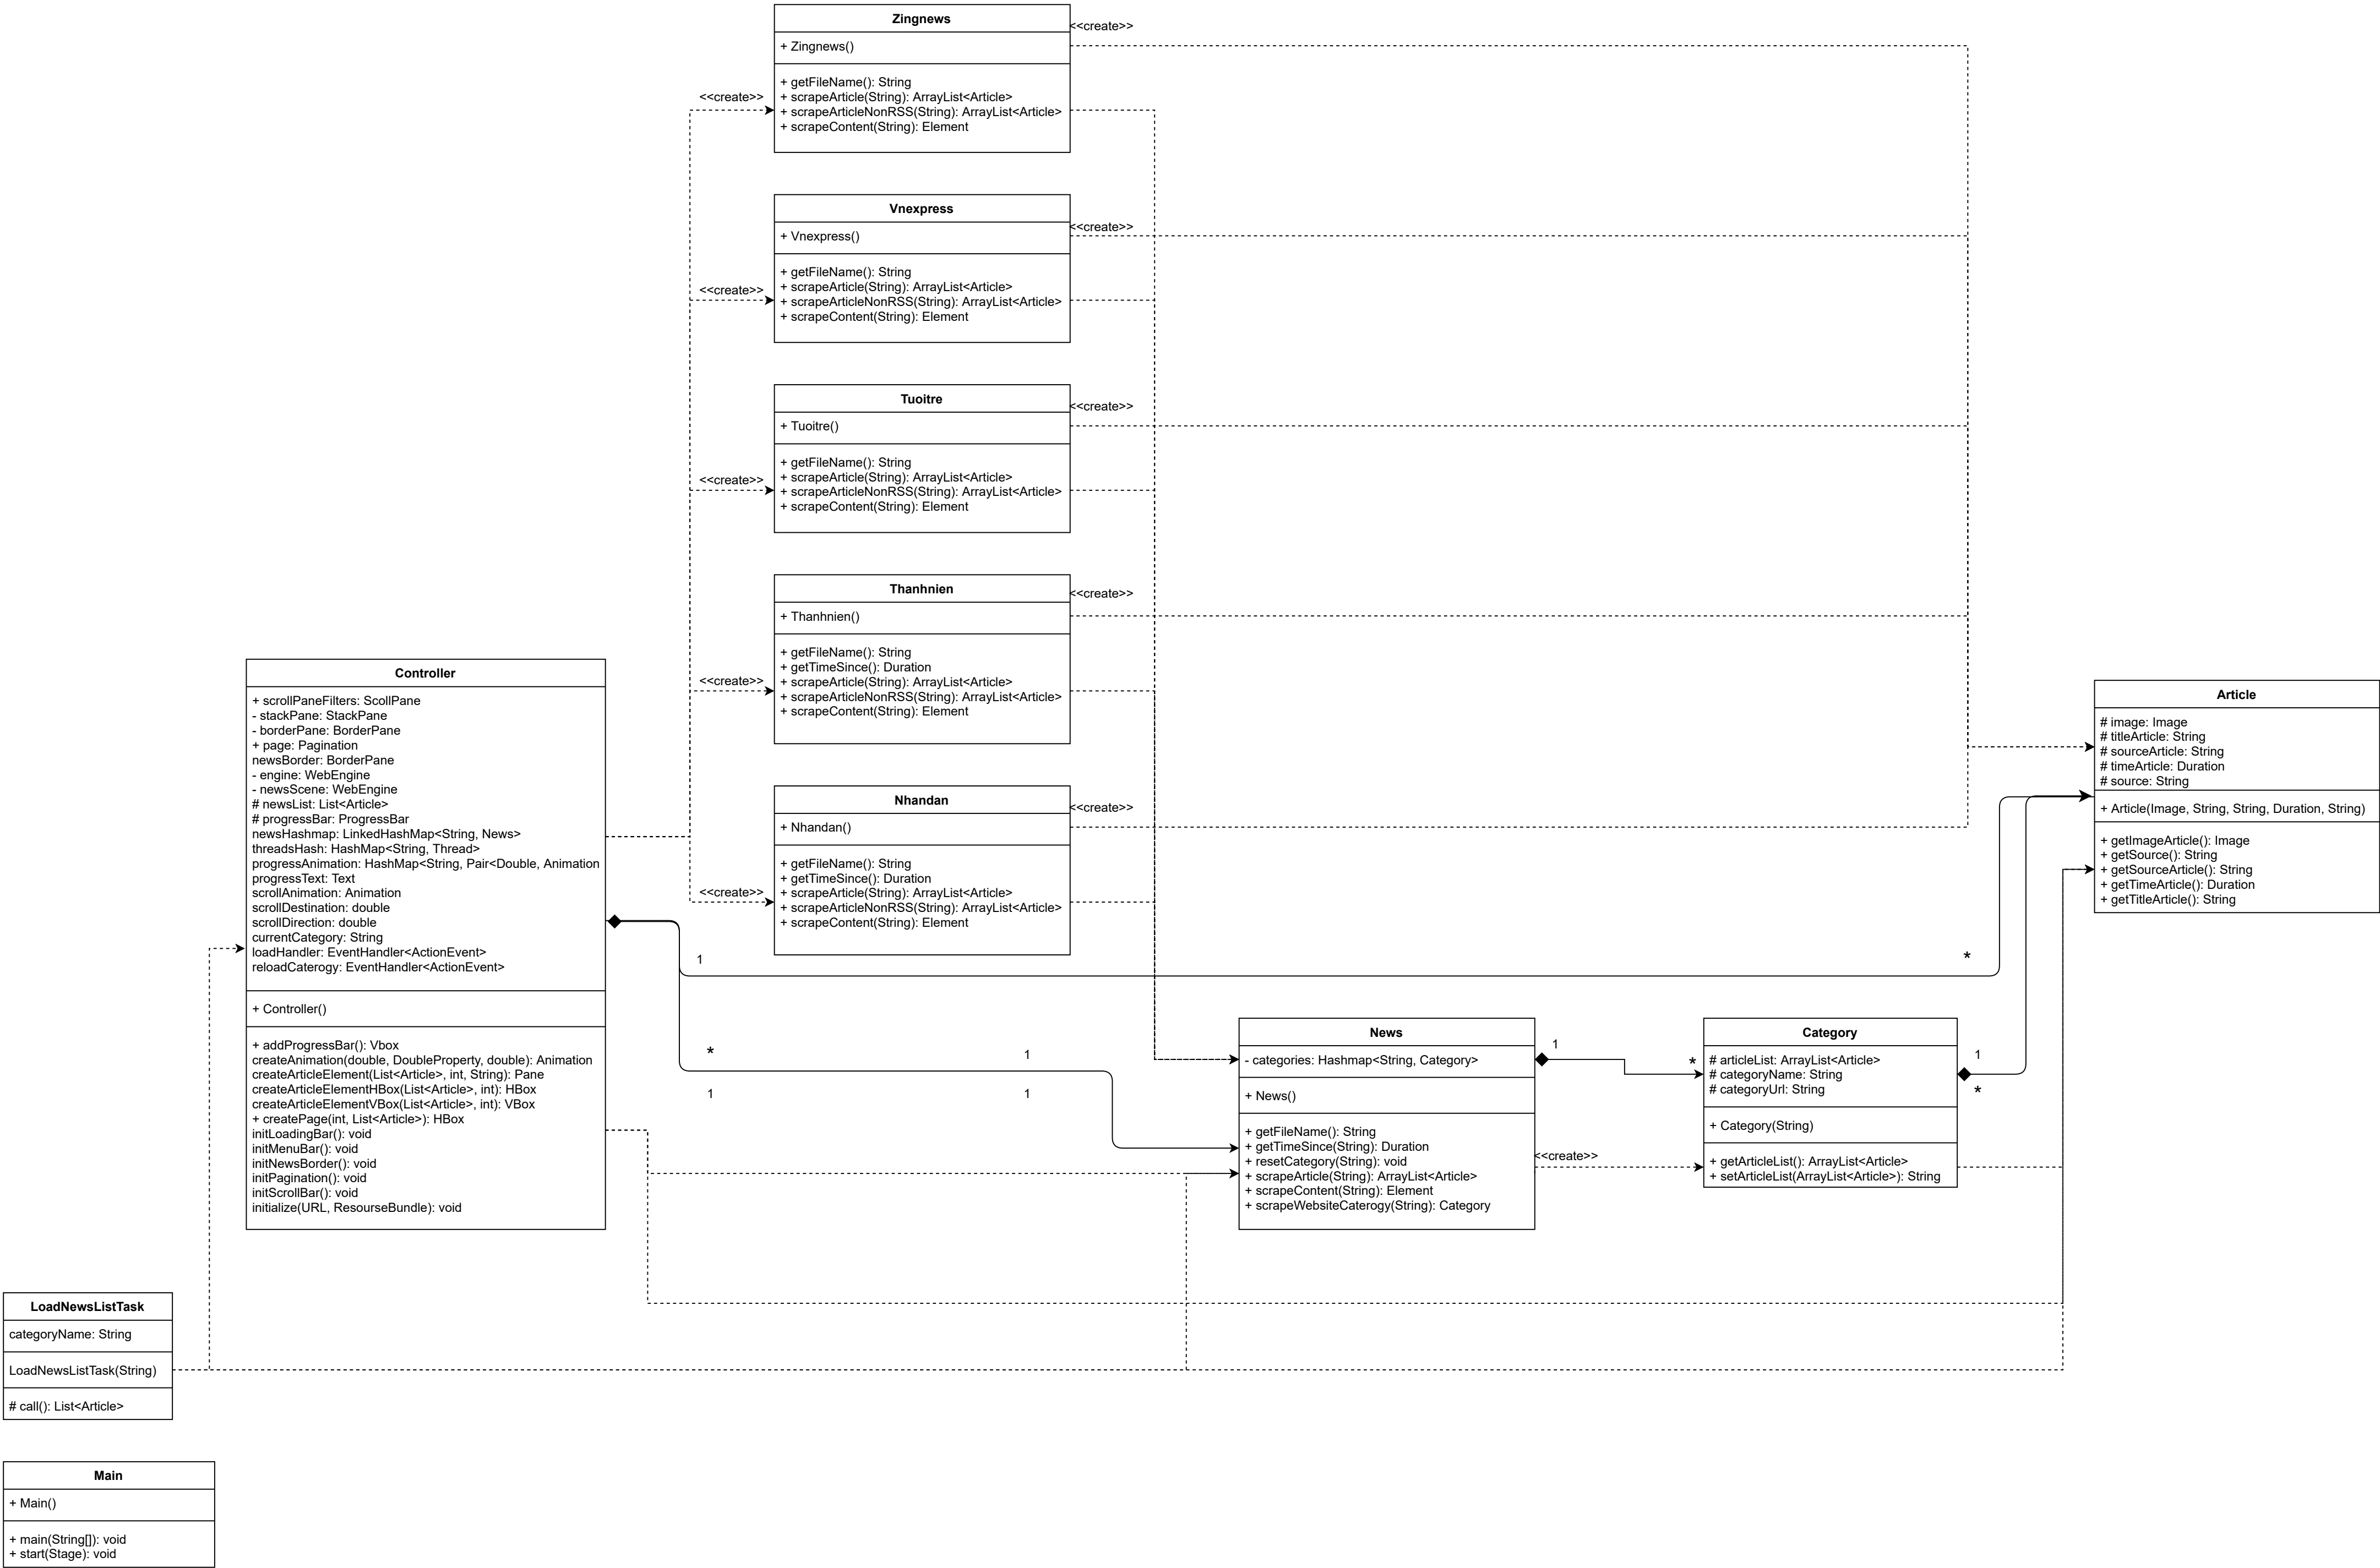 Zingnews
<<create>>
+ Zingnews()
+ getFileName(): String
+ scrapeArticle(String): ArrayList<Article>
+ scrapeArticleNonRSS(String): ArrayList<Article>
+ scrapeContent(String): Element
<<create>>
Vnexpress
<<create>>
+ Vnexpress()
+ getFileName(): String
+ scrapeArticle(String): ArrayList<Article>
+ scrapeArticleNonRSS(String): ArrayList<Article>
+ scrapeContent(String): Element
<<create>>
Tuoitre
<<create>>
+ Tuoitre()
+ getFileName(): String
+ scrapeArticle(String): ArrayList<Article>
+ scrapeArticleNonRSS(String): ArrayList<Article>
+ scrapeContent(String): Element
<<create>>
Thanhnien
<<create>>
+ Thanhnien()
+ getFileName(): String
+ getTimeSince(): Duration
+ scrapeArticle(String): ArrayList<Article>
+ scrapeArticleNonRSS(String): ArrayList<Article>
+ scrapeContent(String): Element
<<create>>
Nhandan
<<create>>
+ Nhandan()
+ getFileName(): String
+ getTimeSince(): Duration
+ scrapeArticle(String): ArrayList<Article>
+ scrapeArticleNonRSS(String): ArrayList<Article>
+ scrapeContent(String): Element
<<create>>
Controller
+ scrollPaneFilters: ScollPane
- stackPane: StackPane
- borderPane: BorderPane
+ page: Pagination
newsBorder: BorderPane
- engine: WebEngine
- newsScene: WebEngine
# newsList: List<Article>
# progressBar: ProgressBar
newsHashmap: LinkedHashMap<String, News>
threadsHash: HashMap<String, Thread>
progressAnimation: HashMap<String, Pair<Double, Animation
progressText: Text
scrollAnimation: Animation
scrollDestination: double
scrollDirection: double
currentCategory: String
loadHandler: EventHandler<ActionEvent>
reloadCaterogy: EventHandler<ActionEvent>
+ Controller()
+ addProgressBar(): Vbox
createAnimation(double, DoubleProperty, double): Animation
createArticleElement(List<Article>, int, String): Pane
createArticleElementHBox(List<Article>, int): HBox
createArticleElementVBox(List<Article>, int): VBox
+ createPage(int, List<Article>): HBox
initLoadingBar(): void
initMenuBar(): void
initNewsBorder(): void
initPagination(): void
initScrollBar(): void
initialize(URL, ResourseBundle): void
1
*
*
1
1
1
Article
# image: Image
# titleArticle: String
# sourceArticle: String
# timeArticle: Duration
# source: String
+ Article(Image, String, String, Duration, String)
+ getImageArticle(): Image
+ getSource(): String
+ getSourceArticle(): String
+ getTimeArticle(): Duration
+ getTitleArticle(): String
News
- categories: Hashmap<String, Category>
+ News()
+ getFileName(): String
+ getTimeSince(String): Duration
+ resetCategory(String): void
+ scrapeArticle(String): ArrayList<Article>
+ scrapeContent(String): Element
+ scrapeWebsiteCaterogy(String): Category
1
*
<<create>>
Category
# articleList: ArrayList<Article>
# categoryName: String
# categoryUrl: String
+ Category(String)
+ getArticleList(): ArrayList<Article>
+ setArticleList(ArrayList<Article>): String
1
*
LoadNewsListTask
categoryName: String
LoadNewsListTask(String)
# call(): List<Article>
Main
+ Main()
+ main(String[]): void
+ start(Stage): void